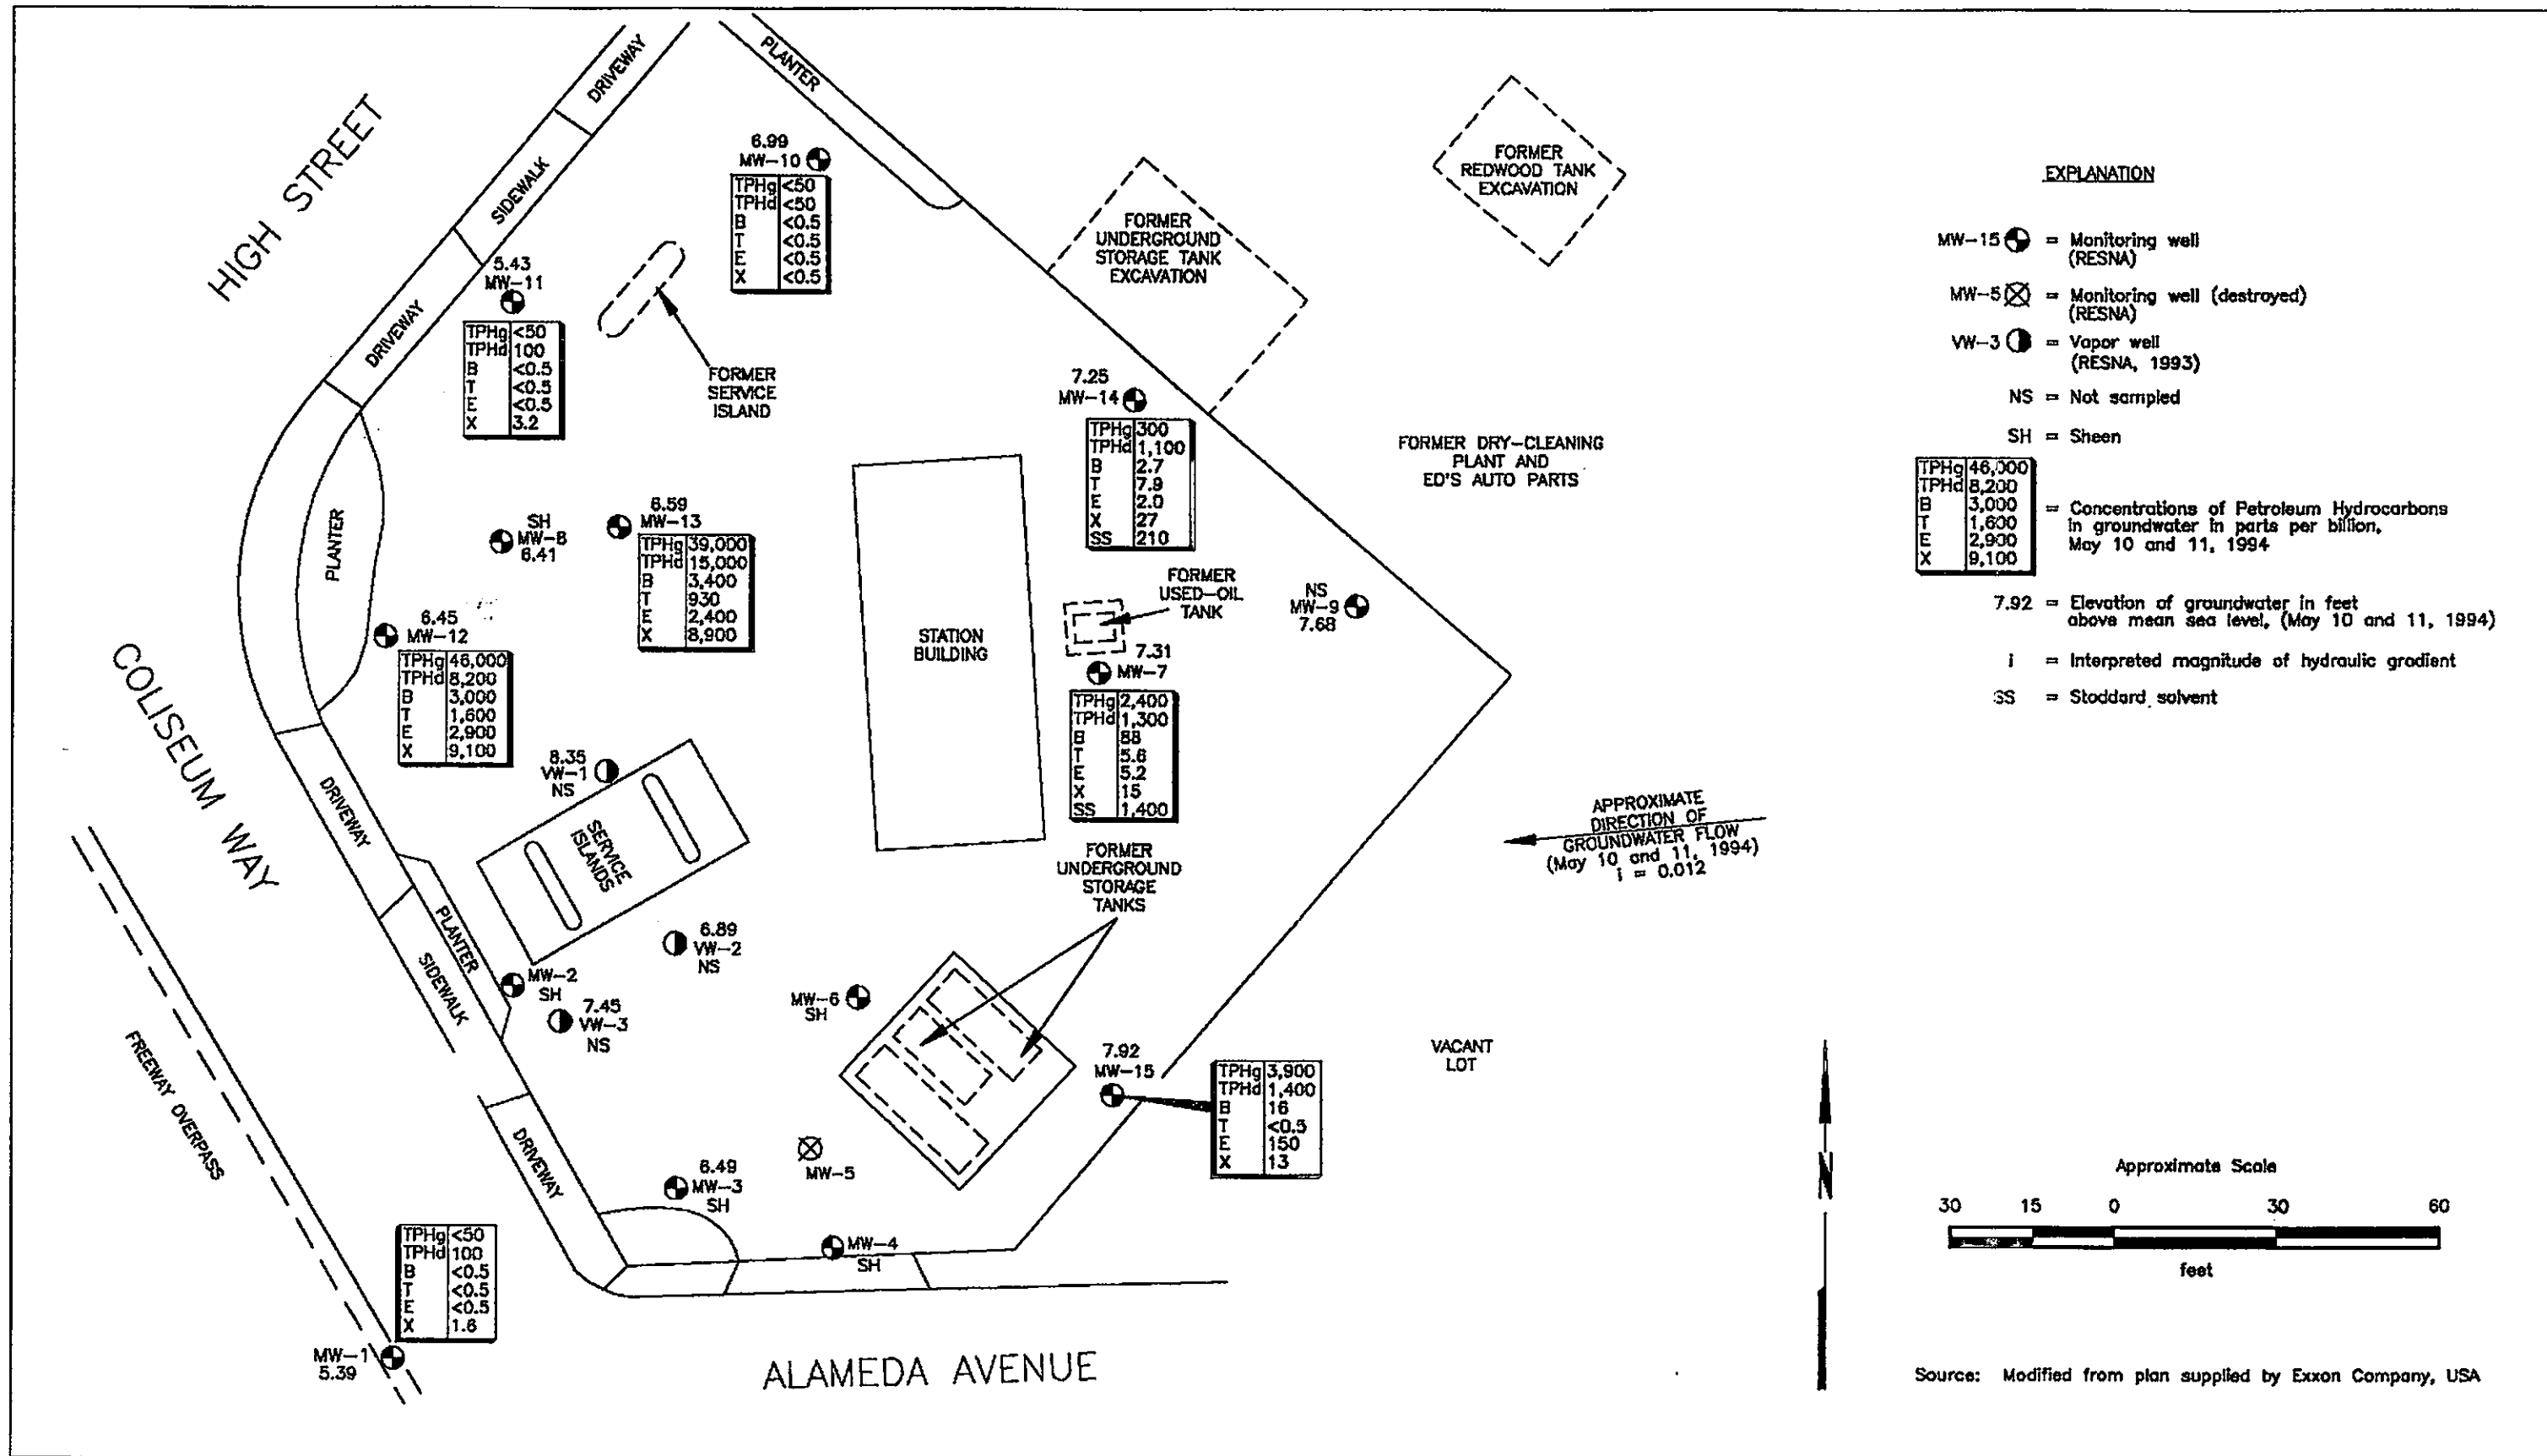 HIGH STREET
DRIVEWAY
SIDEWALK
DRIVEWAY
PLANTER
PLANTER
COLISEUM WAY
DRIVEWAY
PLANTER
SIDEWALK
DRIVEWAY
FREEWAY OVERPASS
ALAMEDA AVENUE
6.99
MW-10
TPHg <50
TPHd <50
B <0.5
T <0.5
E <0.5
X <0.5
5.43
MW-11
TPHg <50
TPHd 100
B <0.5
T <0.5
E <0.5
X 3.2
FORMER
SERVICE
ISLAND
FORMER
UNDERGROUND
STORAGE TANK
EXCAVATION
FORMER
REDWOOD TANK
EXCAVATION
7.25
MW-14
TPHg 300
TPHd 1,100
B 2.7
T 7.9
E 2.0
X 27
SS 210
FORMER DRY-CLEANING
PLANT AND
ED'S AUTO PARTS
SH
MW-8
6.41
6.59
MW-13
TPHg 39,000
TPHd 15,000
B 3,400
T 930
E 2,400
X 8,900
6.45
MW-12
TPHg 46,000
TPHd 8,200
B 3,000
T 1,600
E 2,900
X 9,100
STATION
BUILDING
FORMER
USED-OIL
TANK
NS
MW-9
7.68
7.31
MW-7
TPHg 2,400
TPHd 1,300
B 88
T 5.6
E 5.2
X 15
SS 1,400
8.35
VW-1
NS
SERVICE
ISLANDS
6.89
VW-2
NS
MW-2
SH
7.45
VW-3
NS
FORMER
UNDERGROUND
STORAGE
TANKS
MW-6
SH
7.92
MW-15
TPHg 3,900
TPHd 1,400
B 16
T <0.5
E 150
X 13
VACANT
LOT
MW-5
6.49
MW-3
SH
MW-4
SH
TPHg <50
TPHd 100
B <0.5
T <0.5
E <0.5
X 1.6
MW-1
5.39
APPROXIMATE
DIRECTION OF
GROUNDWATER FLOW
(May 10 and 11, 1994)
i = 0.012
EXPLANATION
MW-15 = Monitoring well
(RESNA)
MW-5 = Monitoring well (destroyed)
(RESNA)
VW-3 = Vapor well
(RESNA, 1993)
NS = Not sampled
SH = Sheen
TPHg 46,000
TPHd 8,200
B 3,000
T 1,600
E 2,900
X 9,100
= Concentrations of Petroleum Hydrocarbons
in groundwater in parts per billion,
May 10 and 11, 1994
7.92 = Elevation of groundwater in feet
above mean sea level, (May 10 and 11, 1994)
i = Interpreted magnitude of hydraulic gradient
SS = Stoddard solvent
N
Approximate Scale
30 15 0 30 60
feet
Source: Modified from plan supplied by Exxon Company, USA